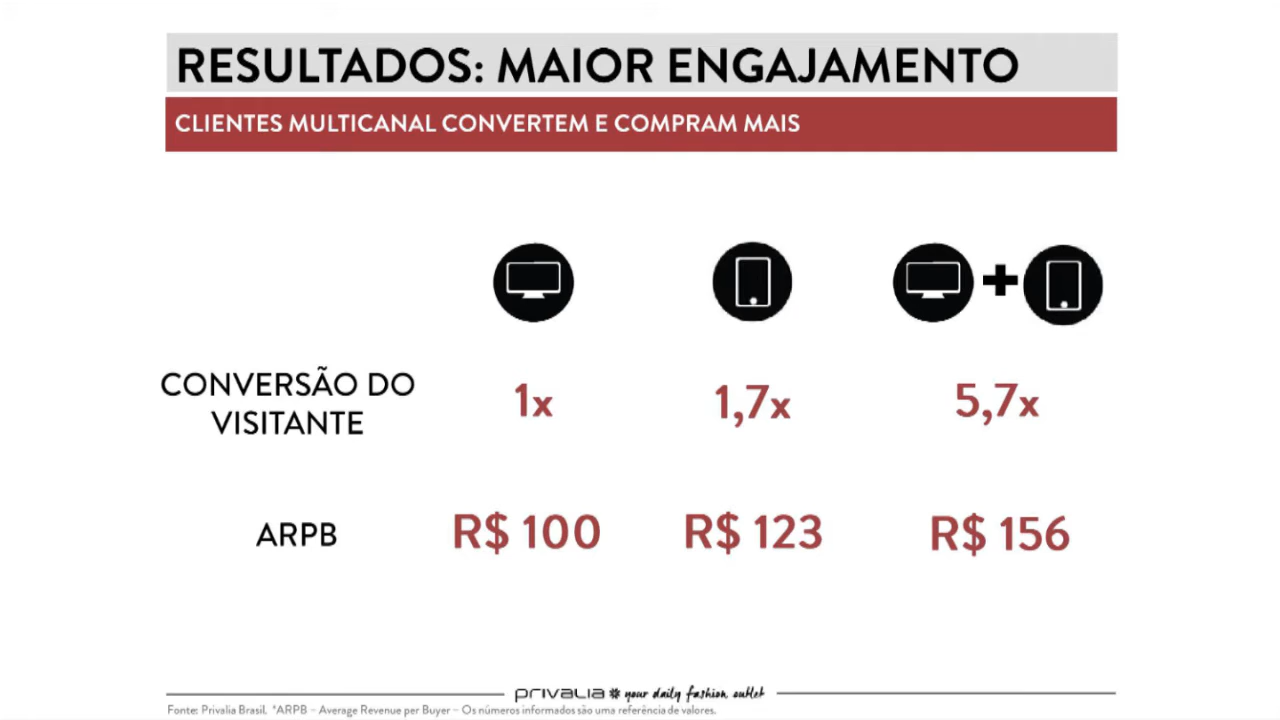 RESULTADOS: MAIOR ENGAJAMENTO
CLIENTES MULTICANAL CONVERTEM E COMPRAM MAIS
CONVERSÃO DO
VISITANTE
1x
1,7x
5,7x
ARPB
R$ 100
R$ 123
R$ 156
privalia your daily fashion outlet
Fonte: Privalia Brasil. *ARPB – Average Revenue per Buyer – Os números informados são uma referência de valores.